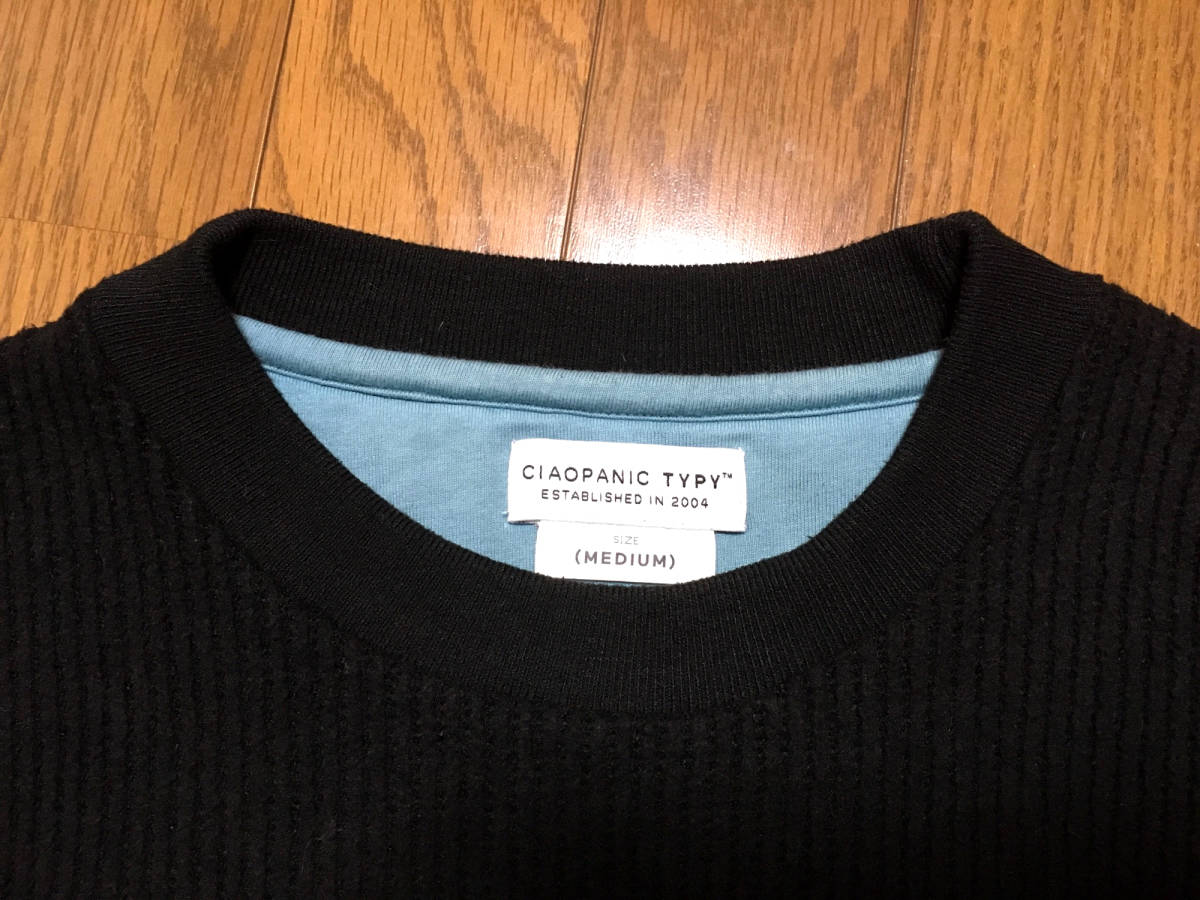 CIAOPANIC TYPY™
ESTABLISHED IN 2004
SIZE
(MEDIUM)